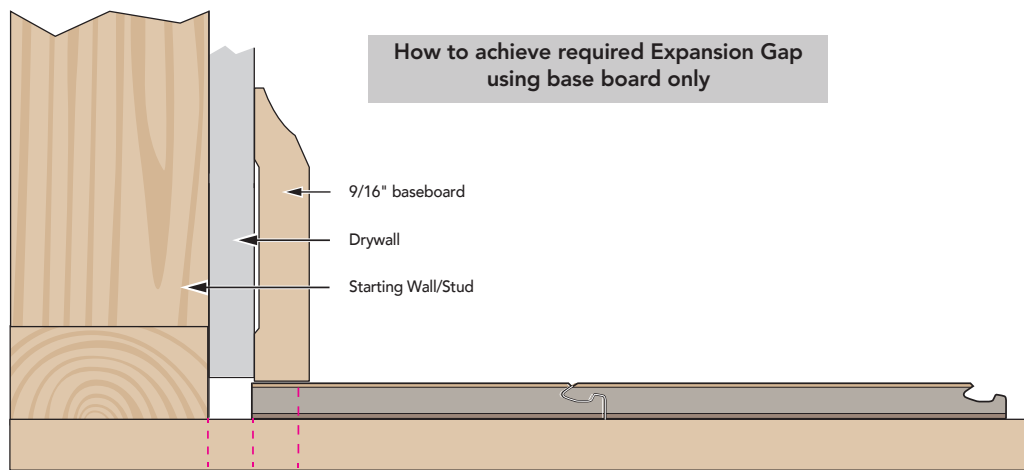 How to achieve required Expansion Gap
using base board only
9/16" baseboard
Drywall
Starting Wall/Stud